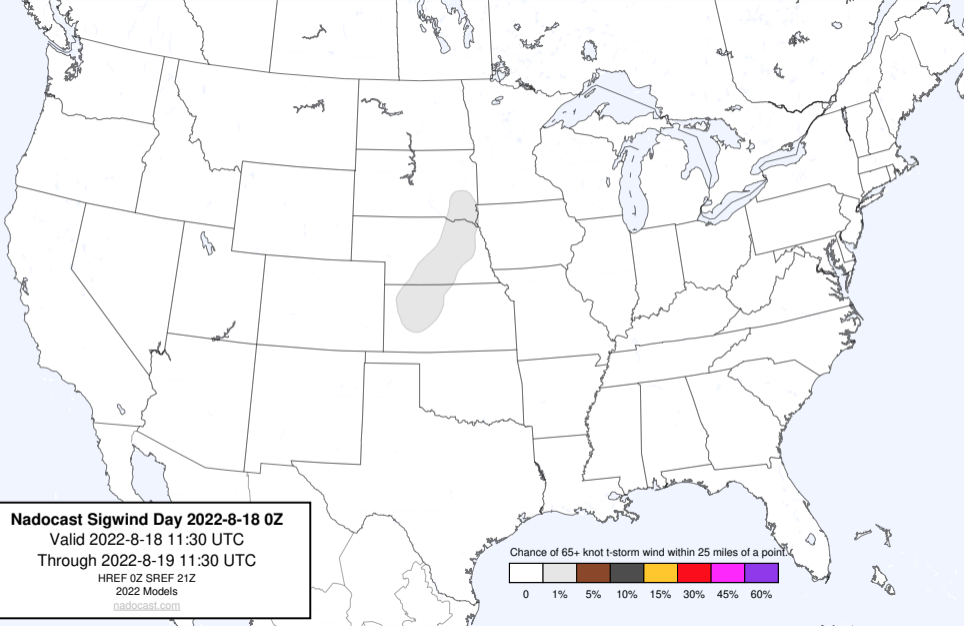 Nadocast Sigwind Day 2022-8-18 0Z
Valid 2022-8-18 11:30 UTC
Through 2022-8-19 11:30 UTC
HREF 0Z SREF 21Z
2022 Models
nadocast.com
Chance of 65+ knot t-storm wind within 25 miles of a point.
0 1% 5% 10% 15% 30% 45% 60%